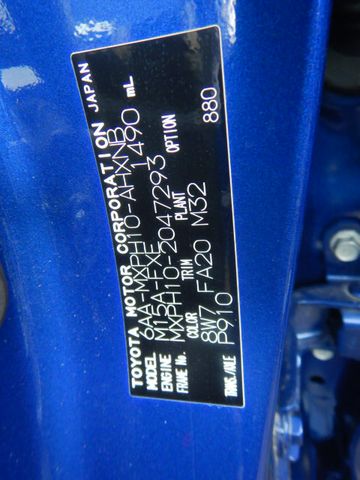 TOYOTA MOTOR CORPORATION JAPAN
MODEL 6AA-MXPH10-AHXNB
ENGINE M15A-FXE 1490 mL
FRAME No. MXPH10-2047293
COLOR TRIM PLANT OPTION
8W7 FA20 M32 880
TRANS./AXLE P910